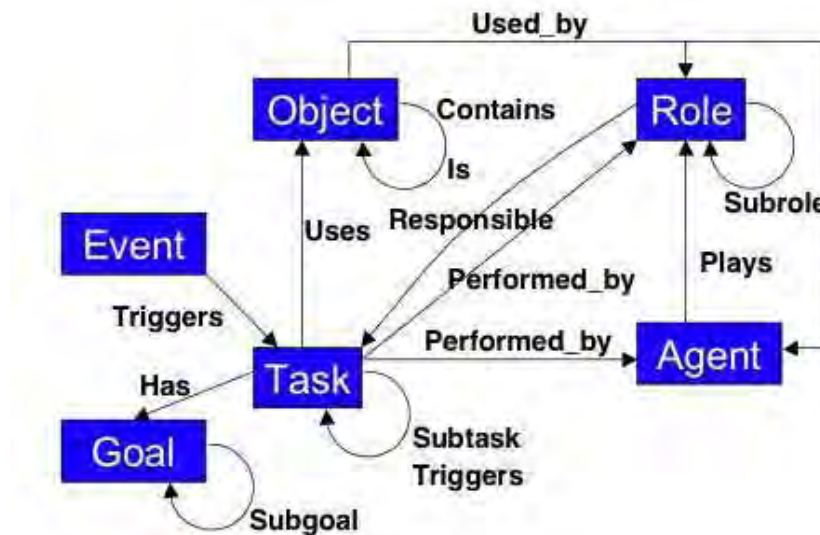 Used_by
Object
Contains
Role
Is
Subrole
Event
Uses
Responsible
Plays
Triggers
Performed_by
Performed_by
Agent
Has
Task
Goal
Subtask
Triggers
Subgoal